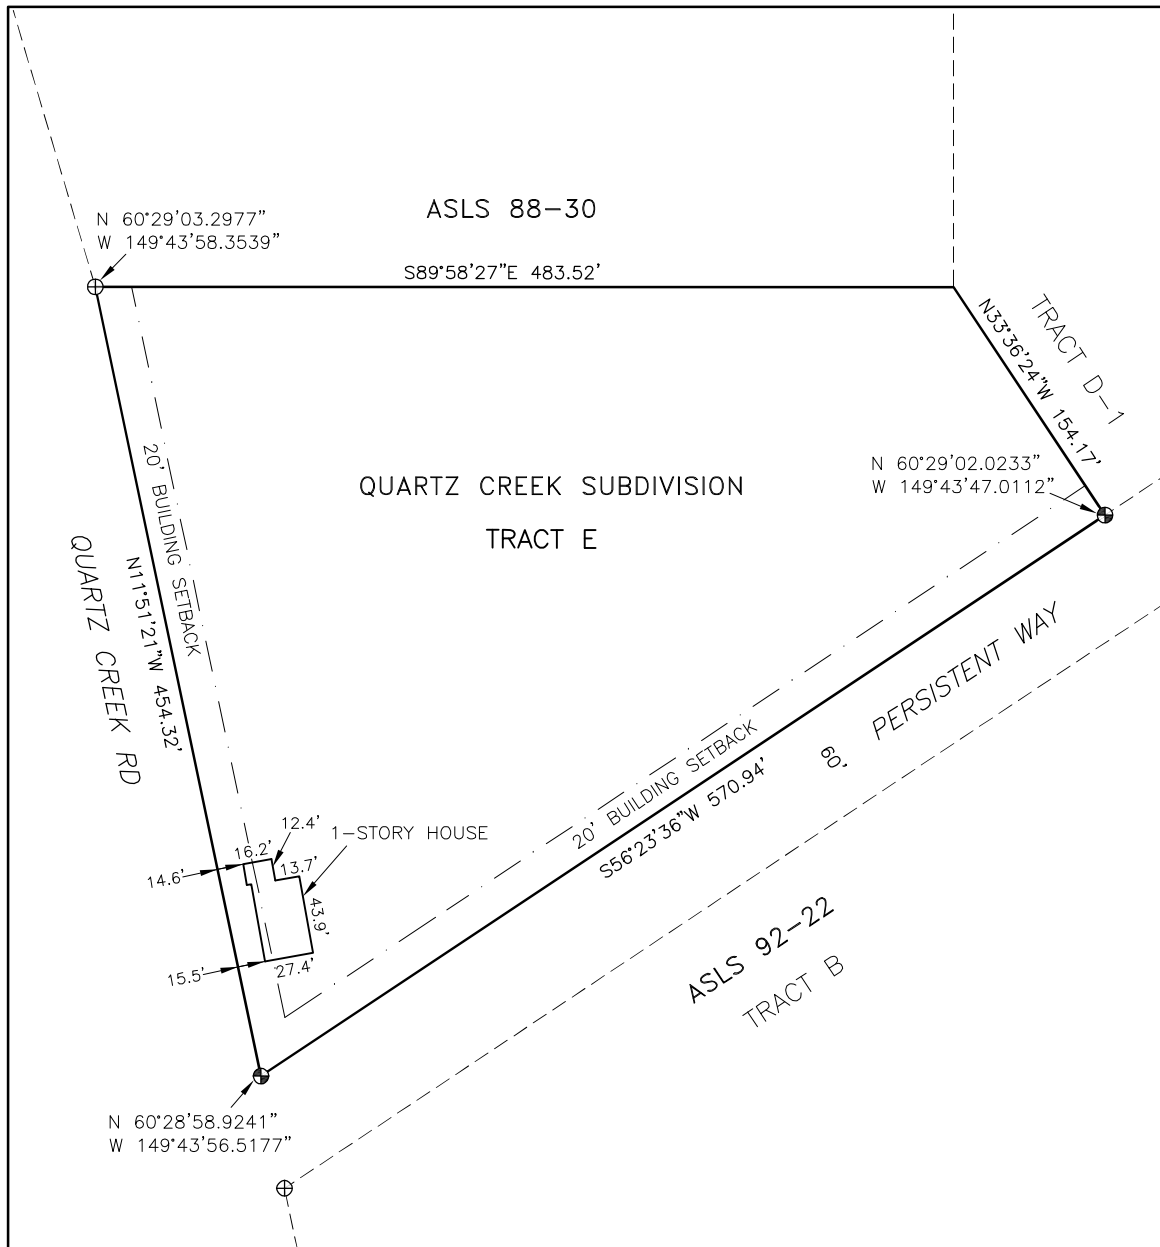 ASLS 88-30
N 60°29'03.2977"
W 149°43'58.3539"
S89°58'27"E 483.52'
TRACT D-1
N33°36'24"W 154.17'
N 60°29'02.0233"
W 149°43'47.0112"
QUARTZ CREEK SUBDIVISION
TRACT E
20' BUILDING SETBACK
N11°51'21"W 454.32'
QUARTZ CREEK RD
PERSISTENT WAY
60'
20' BUILDING SETBACK
S56°23'36"W 570.94'
12.4'
1-STORY HOUSE
16.2'
13.7'
14.6'
43.9'
15.5'
27.4'
ASLS 92-22
TRACT B
N 60°28'58.9241"
W 149°43'56.5177"